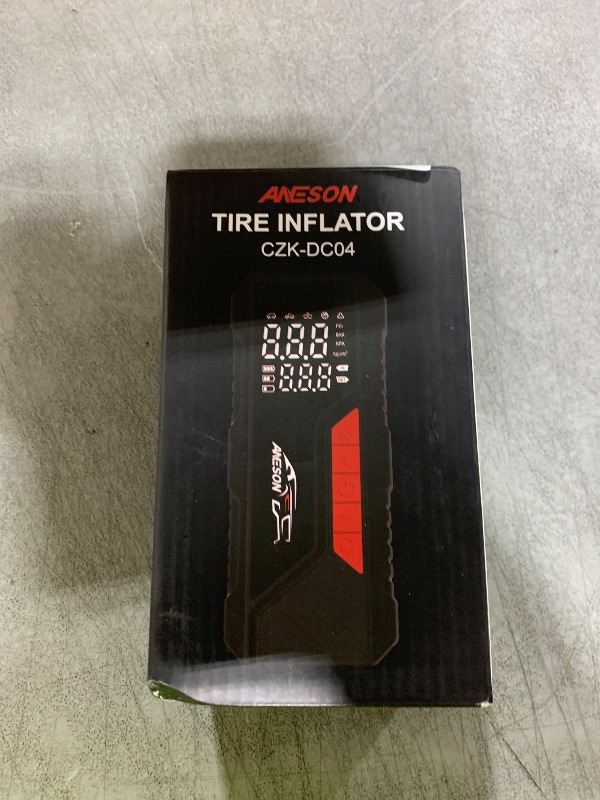 ANESON
TIRE INFLATOR
CZK-DC04
8.8.8
PSI
BAR
KPA
8.8.8
ANESON